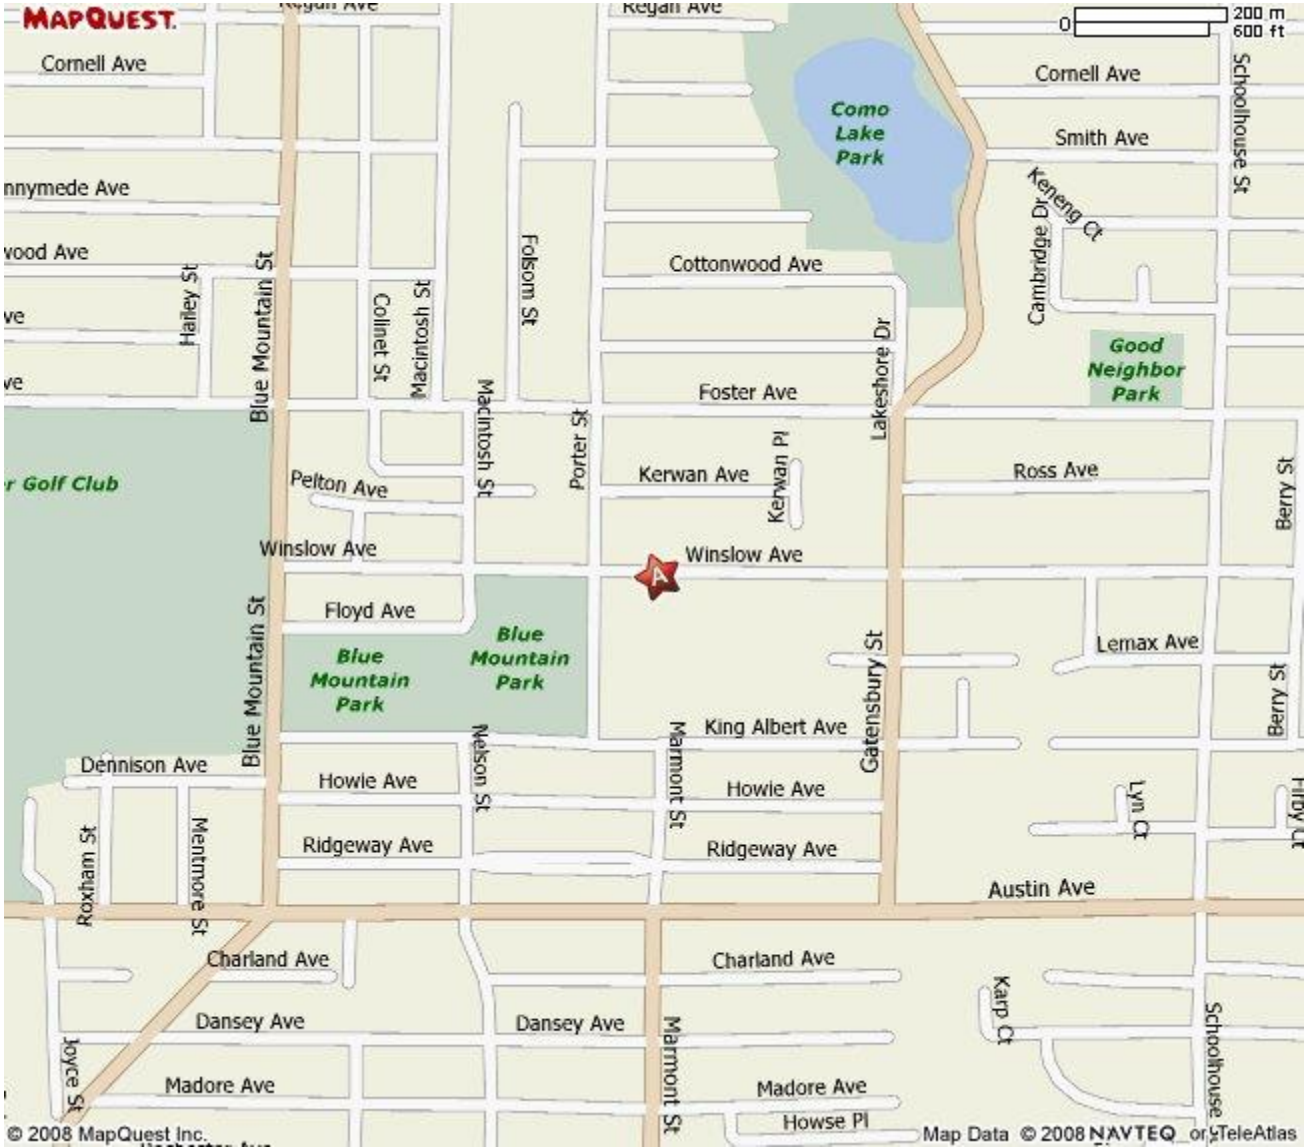 MAPQUEST.
Regan Ave
Regan Ave
0
200 m
600 ft
Cornell Ave
Cornell Ave
Schoolhouse St
Como
Lake
Park
Smith Ave
nnymede Ave
Keneng Ct
Cambridge Dr
wood Ave
Hailey St
Blue Mountain St
Colinet St
Macintosh St
Folsom St
Cottonwood Ave
Lakeshore Dr
ve
Good
Neighbor
Park
ve
Macintosh St
Porter St
Foster Ave
r Golf Club
Pelton Ave
Kerwan Ave
Kerwan Pl
Ross Ave
Berry St
Winslow Ave
A
Winslow Ave
Blue Mountain St
Floyd Ave
Blue
Mountain
Park
Blue
Mountain
Park
Gatensbury St
Lemax Ave
Berry St
Nelson St
Marmont St
King Albert Ave
Dennison Ave
Howie Ave
Howie Ave
Lyn Ct
Roxham St
Mentmore St
Ridgeway Ave
Ridgeway Ave
Austin Ave
Charland Ave
Charland Ave
Karp Ct
Schoolhouse
Dansey Ave
Dansey Ave
Marmont St
Joyce St
Madore Ave
Madore Ave
Howse Pl
© 2008 MapQuest Inc.
Map Data © 2008 NAVTEQ or TeleAtlas